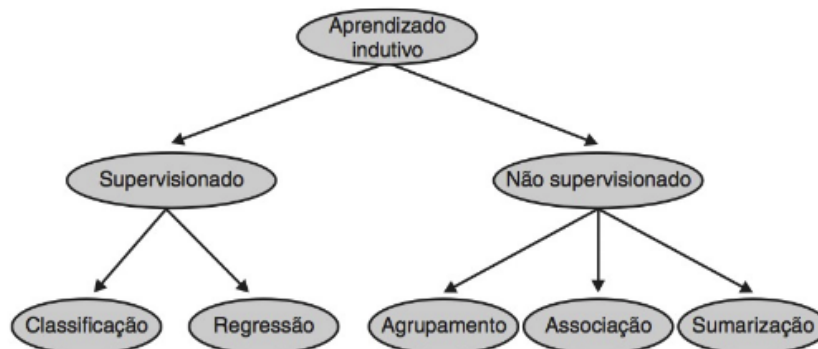 Aprendizado
indutivo
Supervisionado
Não supervisionado
Classificação
Regressão
Agrupamento
Associação
Sumarização